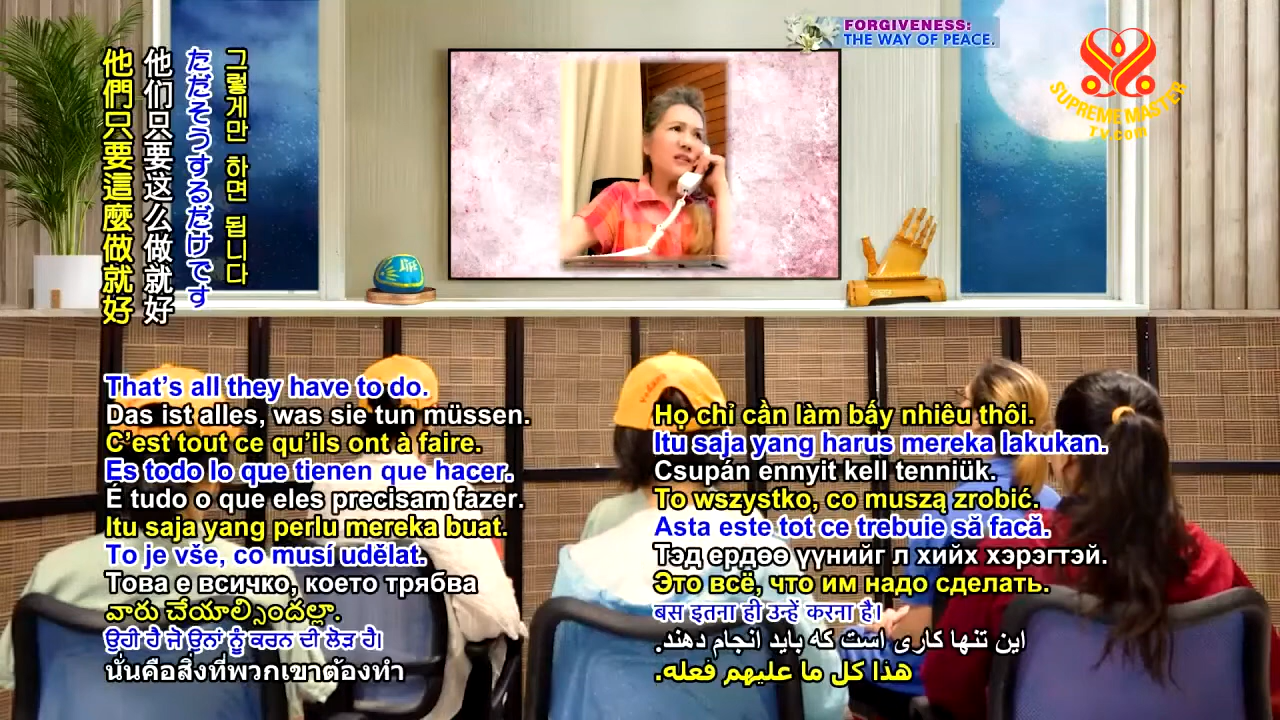 FORGIVENESS:
THE WAY OF PEACE.
SUPREME MASTER
TV.com
他們只要這麼做就好
他们只要这么做就好
ただそうするだけです
그렇게만 하면 됩니다
That's all they have to do.
Das ist alles, was sie tun müssen.
C'est tout ce qu'ils ont à faire.
Es todo lo que tienen que hacer.
É tudo o que eles precisam fazer.
Itu saja yang perlu mereka buat.
To je vše, co musí udělat.
Това е всичко, което трябва
వారు చేయాల్సిందల్లా.
ਉਹੀ ਹੈ ਜੋ ਉਨਾਂ ਨੂੰ ਕਰਨ ਦੀ ਲੋੜ ਹੈ।
นั่นคือสิ่งที่พวกเขาต้องทำ
Họ chỉ cần làm bấy nhiêu thôi.
Itu saja yang harus mereka lakukan.
Csupán ennyit kell tenniük.
To wszystko, co muszą zrobić.
Asta este tot ce trebuie să facă.
Тэд ердөө үүнийг л хийх хэрэгтэй.
Это всё, что им надо сделать.
बस इतना ही उन्हें करना है।
این تنها کاری است که باید انجام دهند.
هذا كل ما عليهم فعله.